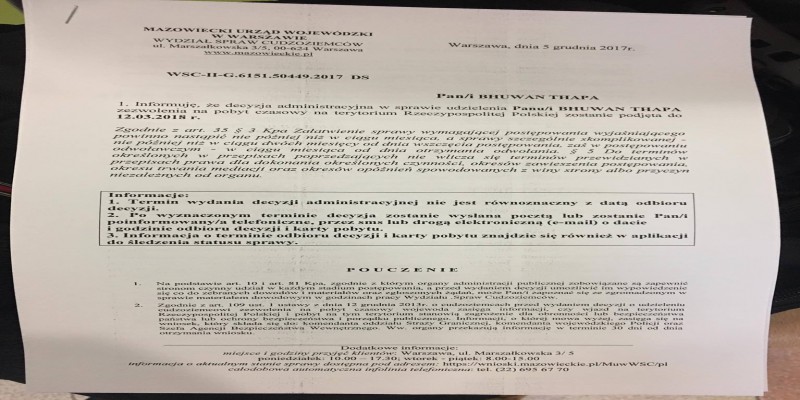 MAZOWIECKI URZĄD WOJEWÓDZKI
W WARSZAWIE
WYDZIAŁ SPRAW CUDZOZIEMCÓW
ul. Marszałkowska 3/5, 00-624 Warszawa
www.mazowieckie.pl
Warszawa, dnia 5 grudnia 2017r.
WSC-II-G.6151.50449.2017 DS
Pan/i BHUWAN THAPA
1. Informuję, że decyzja administracyjna w sprawie udzielenia Panu/i BHUWAN THAPA
zezwolenia na pobyt czasowy na terytorium Rzeczypospolitej Polskiej zostanie podjęta do
12.03.2018 r.
Zgodnie z art. 35 § 3 Kpa Załatwienie sprawy wymagającej postępowania wyjaśniającego
powinno nastąpić nie później niż w ciągu miesiąca, a sprawy szczególnie skomplikowanej -
nie później niż w ciągu dwóch miesięcy od dnia wszczęcia postępowania, zaś w postępowaniu
odwoławczym - w ciągu miesiąca od dnia otrzymania odwołania. § 5 Do terminów
określonych w przepisach poprzedzających nie wlicza się terminów przewidzianych w
przepisach prawa dla dokonania określonych czynności, okresów zawieszenia postępowania,
okresu trwania mediacji oraz okresów opóźnień spowodowanych z winy strony albo przyczyn
niezależnych od organu.
Informacje:
1. Termin wydania decyzji administracyjnej nie jest równoznaczny z datą odbioru
decyzji.
2. Po wyznaczonym terminie decyzja zostanie wysłana pocztą lub zostanie Pan/i
poinformowany/a telefoniczne, przez sms lub drogą elektroniczną (e-mail) o dacie
i godzinie odbioru decyzji i karty pobytu.
3. Informacja o terminie odbioru decyzji i karty pobytu znajdzie się również w aplikacji
do śledzenia statusu sprawy.
POUCZENIE
1. Na podstawie art. 10 i art. 81 Kpa, zgodnie z którym organy administracji publicznej zobowiązane są zapewnić
stronom czynny udział w każdym stadium postępowania, a przed wydaniem decyzji umożliwić im wypowiedzenie
się co do zebranych dowodów i materiałów oraz zgłoszonych żądań, może Pan/i zapoznać się ze zgromadzonym w
sprawie materiałem dowodowym w godzinach pracy Wydziału Spraw Cudzoziemców.
2. Zgodnie z art. 109 ust. 1 ustawy z dnia 12 grudnia 2013r. o cudzoziemcach przed wydaniem decyzji o udzieleniu
cudzoziemcowi zezwolenia na pobyt czasowy wojewoda zasięga informacji, czy wjazd na terytorium
Rzeczypospolitej Polskiej i pobyt na tym terytorium stanowią zagrożenie dla obronności lub bezpieczeństwa
państwa lub ochrony bezpieczeństwa i porządku publicznego. Informacji, o której mowa wyżej, zasięga się na
wniosek, który składa się do: komendanta oddziału Straży Granicznej, komendanta wojewódzkiego Policji oraz
Szefa Agencji Bezpieczeństwa Wewnętrznego. Ww. organy przekazują informację w terminie 30 dni od dnia
otrzymania wniosku.
Dodatkowe informacje:
miejsce i godziny przyjęć klientów: Warszawa, ul. Marszałkowska 3/ 5
poniedziałek: 10.00 - 17.30; wtorek - piątek: 8.00-15.00
informacja o aktualnym stanie sprawy dostępna pod adresem: https://wnioski.mazowieckie.pl/MuwWSC/pl
całodobowa automatyczna infolinia telefoniczna: tel. (22) 695 67 70